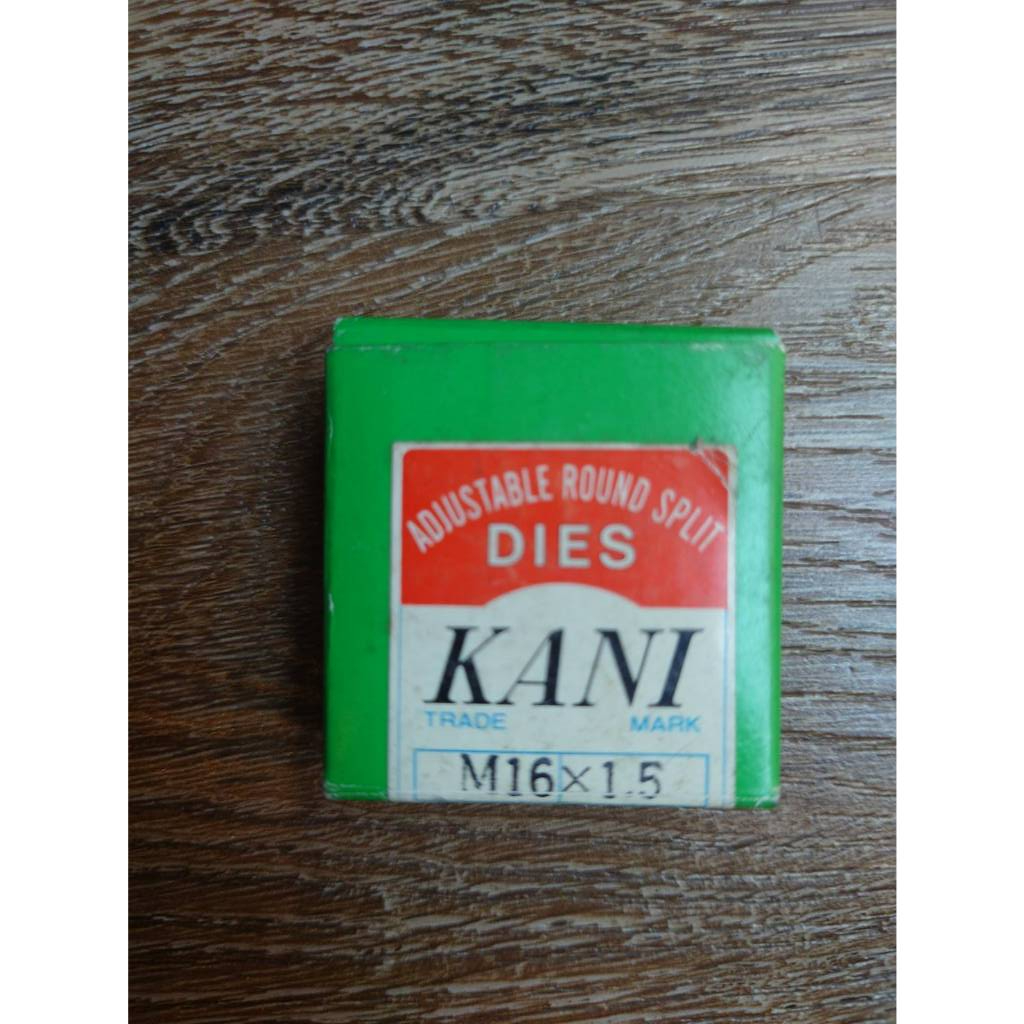 ADJUSTABLE ROUND SPLIT
DIES
KANI
TRADE MARK
M16×1.5